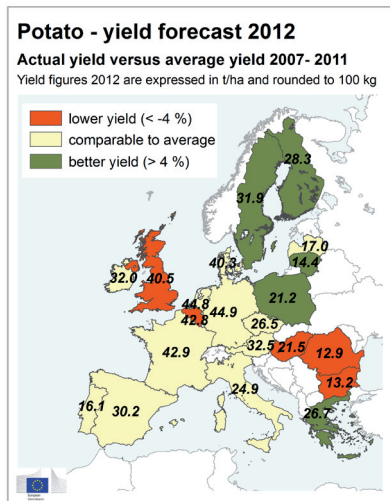 Potato - yield forecast 2012
Actual yield versus average yield 2007- 2011
Yield figures 2012 are expressed in t/ha and rounded to 100 kg
lower yield (< -4 %)
comparable to average
better yield (> 4 %)
28.3
31.9
17.0
14.4
40.3
32.0
40.5
21.2
44.8
44.9
42.8
26.5
32.5
21.5
12.9
42.9
13.2
24.9
26.7
16.1
30.2
European
Commission